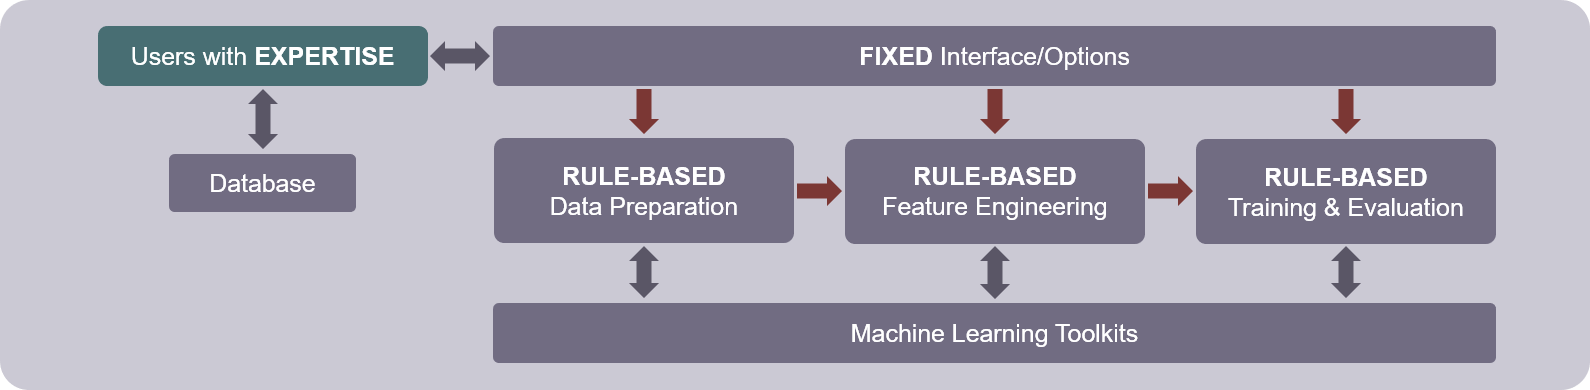 Users with EXPERTISE
FIXED Interface/Options
Database
RULE-BASED
Data Preparation
RULE-BASED
Feature Engineering
RULE-BASED
Training & Evaluation
Machine Learning Toolkits